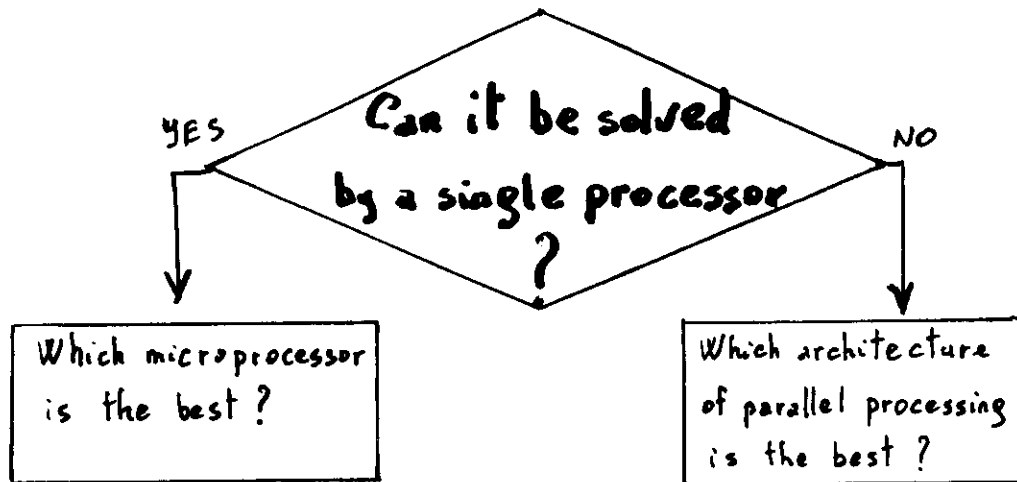 Can it be solved
by a single processor
?
YES
NO
Which microprocessor
is the best ?
Which architecture
of parallel processing
is the best ?